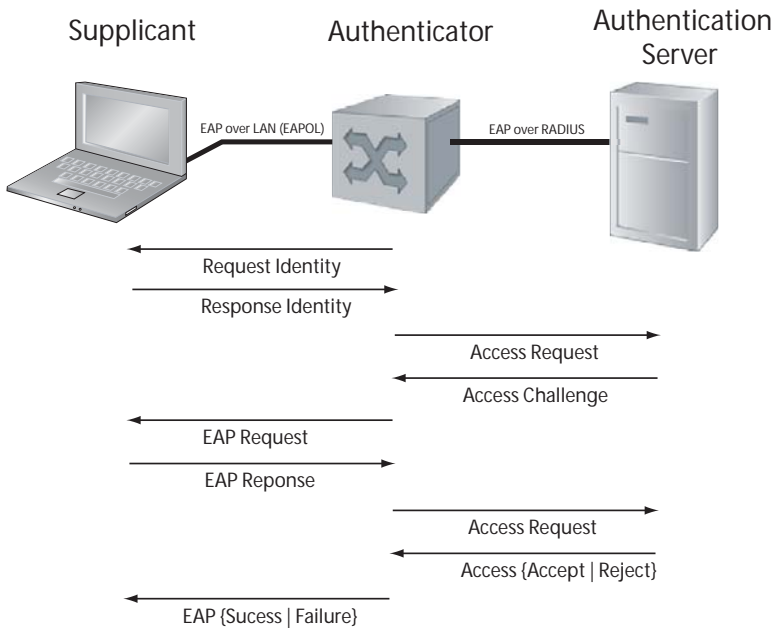 Supplicant
Authenticator
Authentication
Server
EAP over LAN (EAPOL)
EAP over RADIUS
Request Identity
Response Identity
Access Request
Access Challenge
EAP Request
EAP Reponse
Access Request
Access {Accept | Reject}
EAP {Sucess | Failure}